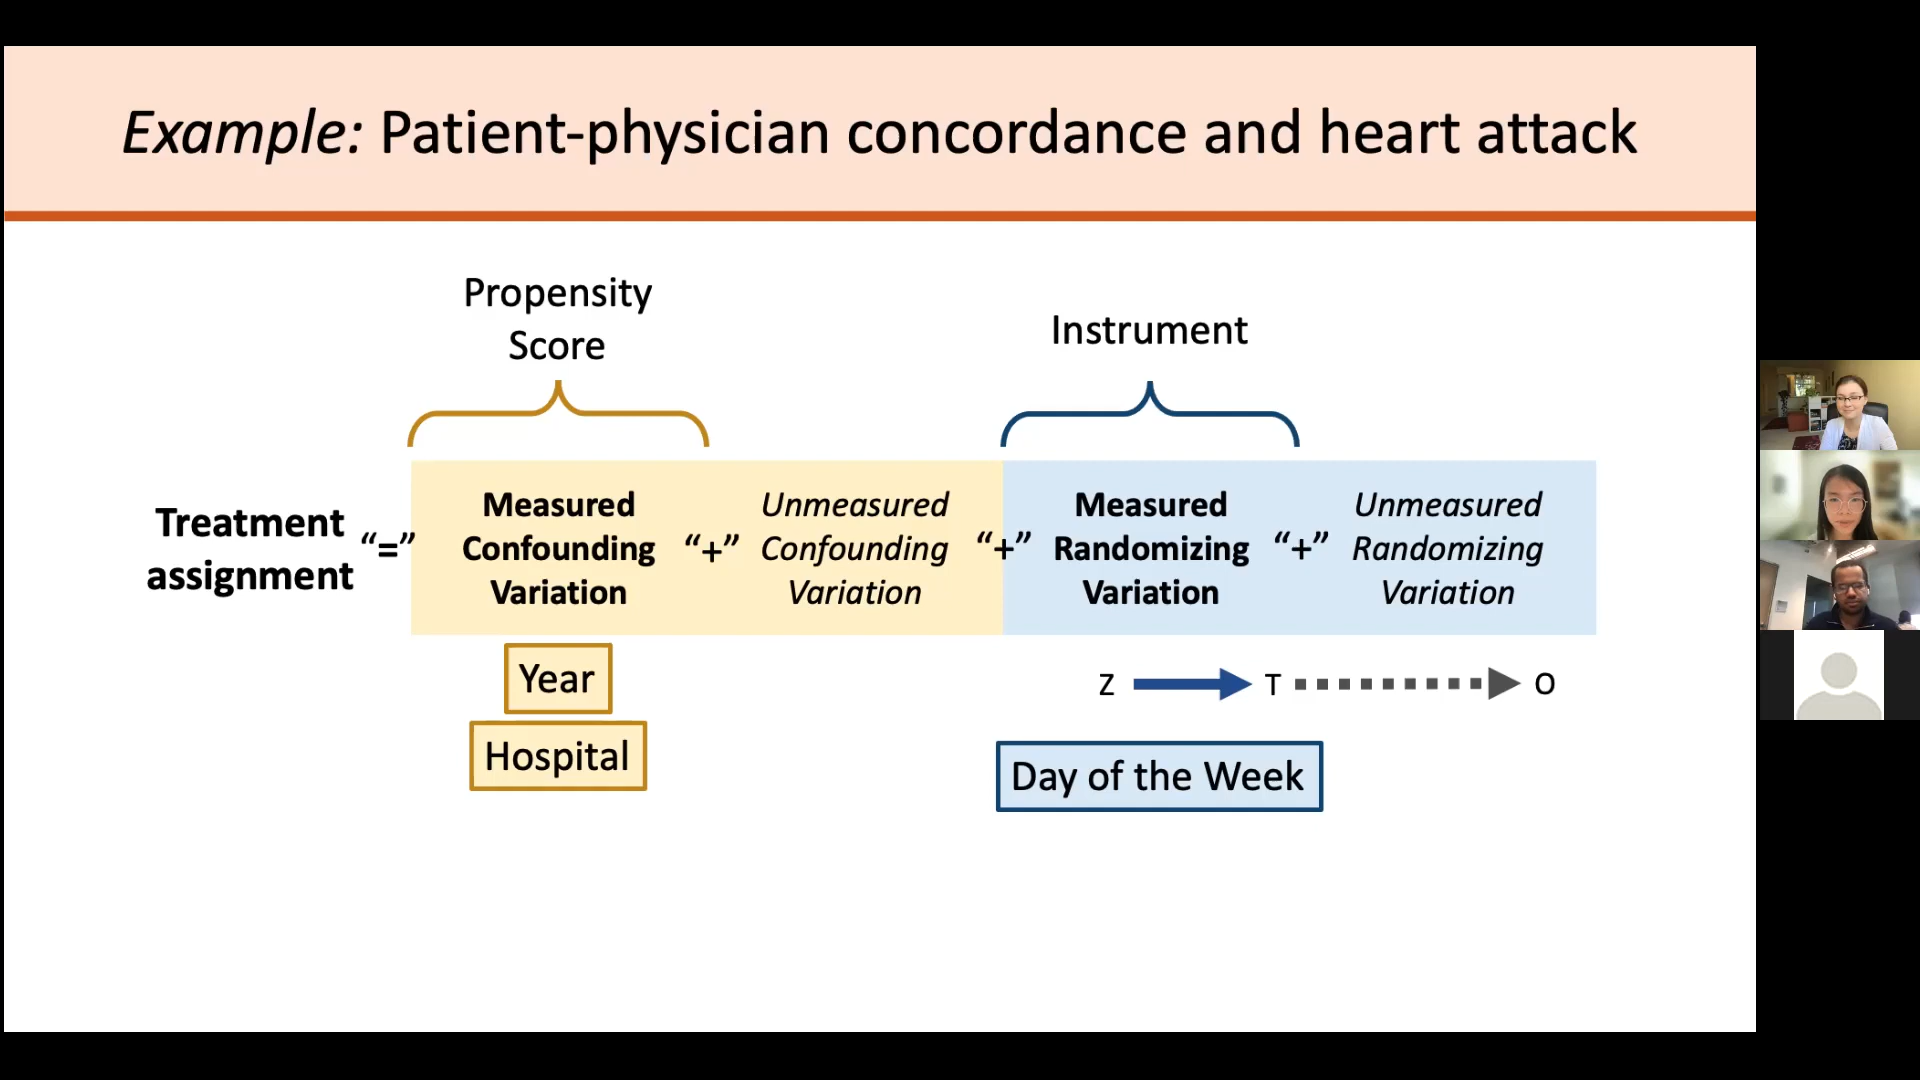 Example: Patient-physician concordance and heart attack
Propensity
Score
Instrument
Treatment
assignment
“=”
Measured
Confounding
Variation
“+”
Unmeasured
Confounding
Variation
“+”
Measured
Randomizing
Variation
“+”
Unmeasured
Randomizing
Variation
Year
Hospital
Z T O
Day of the Week